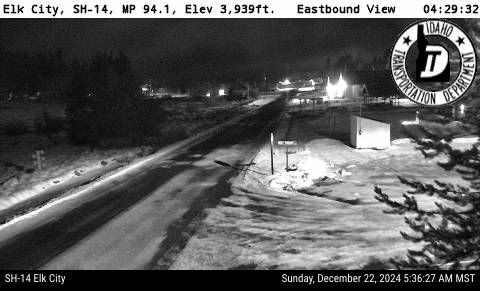 Elk City, SH-14, MP 94.1, Elev 3,939ft. Eastbound View 04:29:32
IDAHO
TRANSPORTATION DEPARTMENT
SH-14 Elk City Sunday, December 22, 2024 5:36:27 AM MST